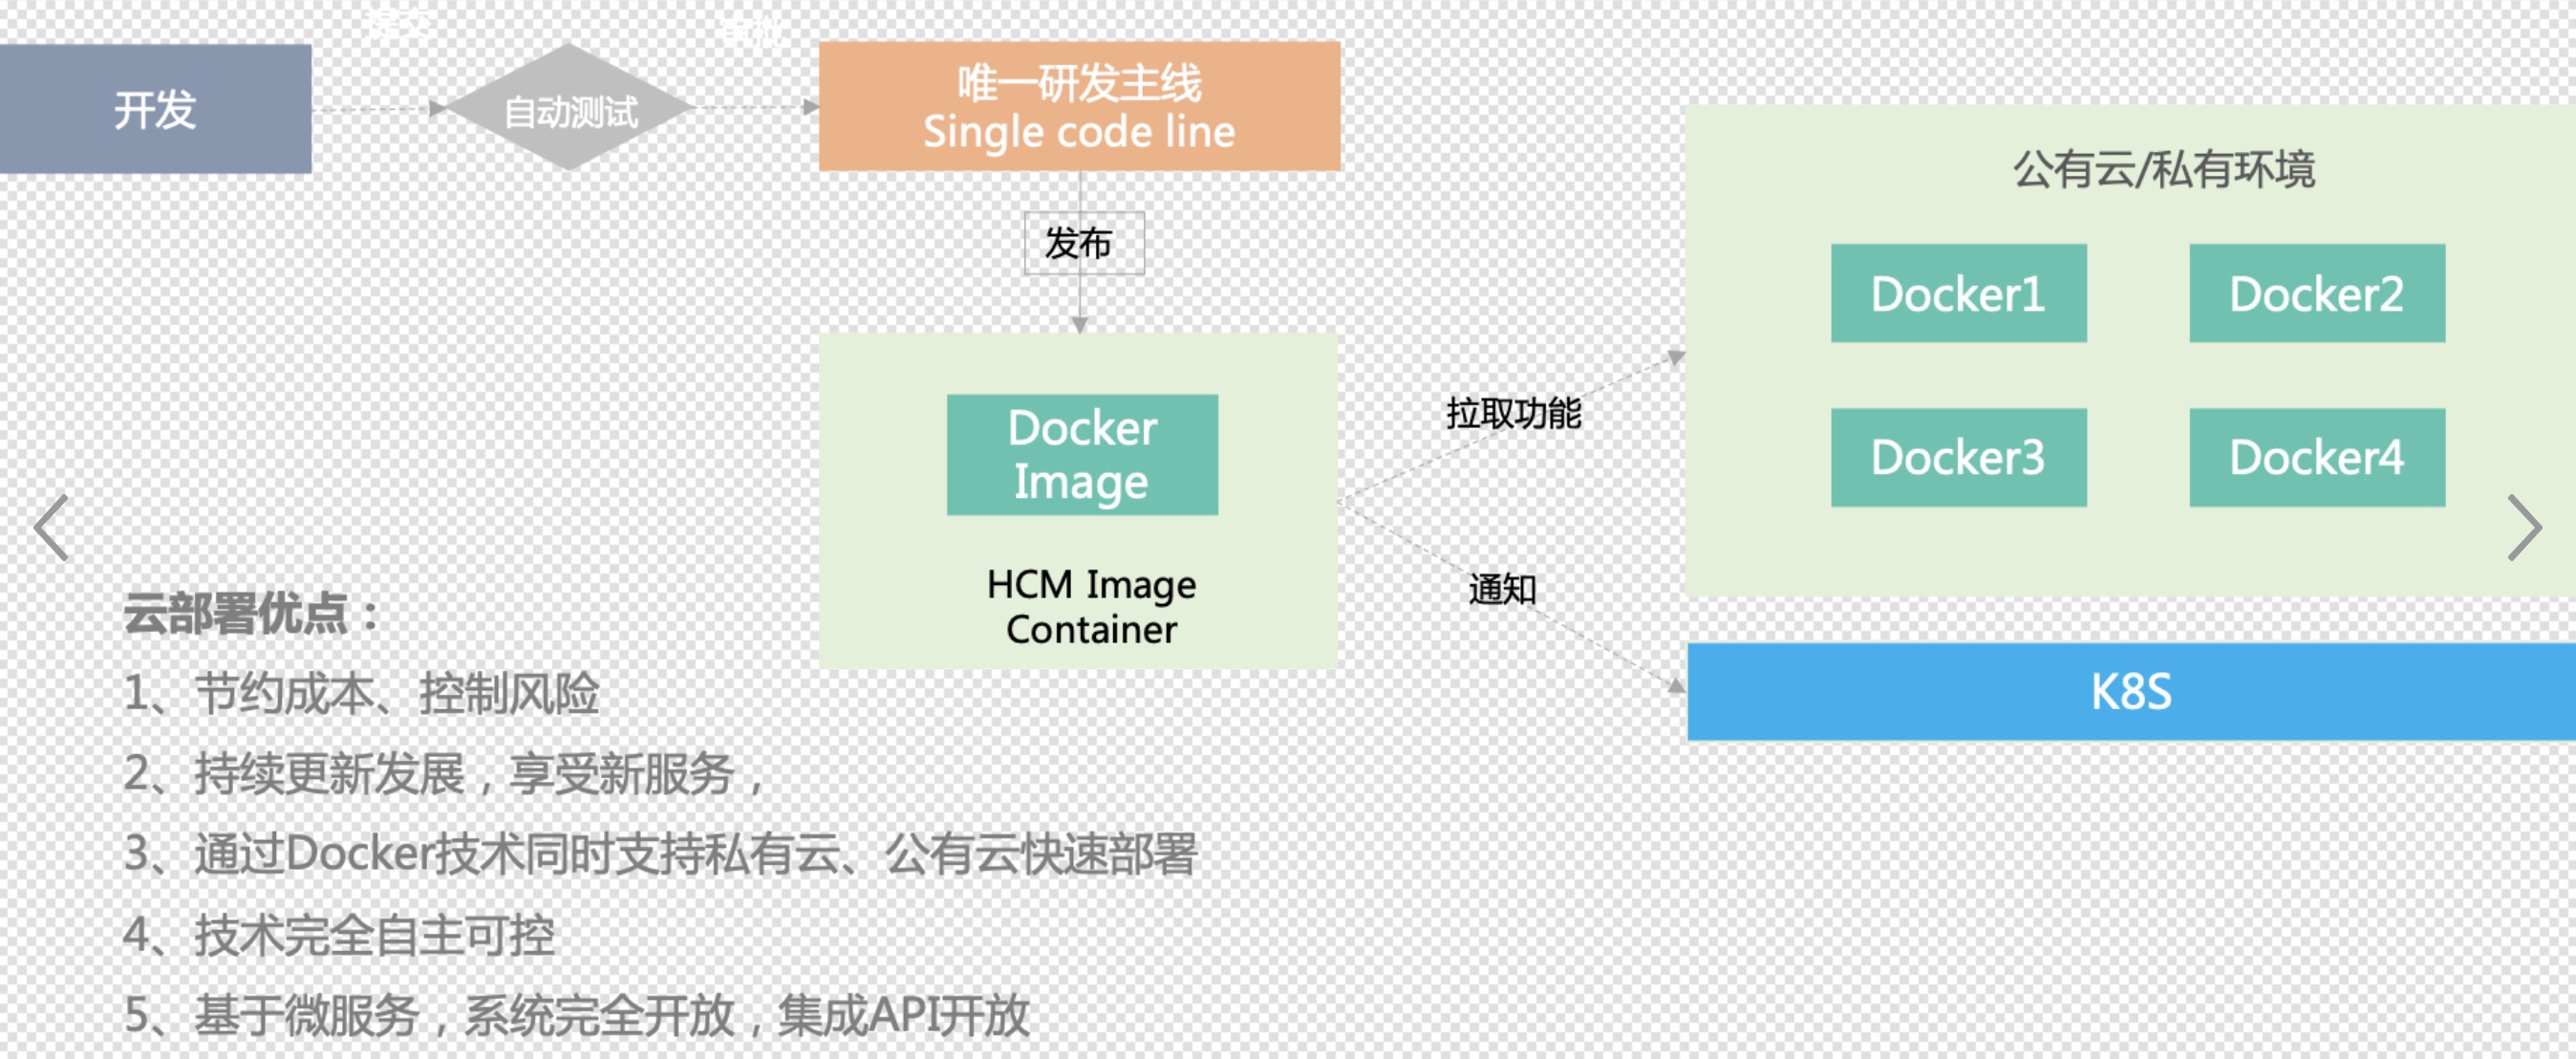 提交
审批
开发
自动测试
唯一研发主线
Single code line
发布
公有云/私有环境
Docker1
Docker2
Docker3
Docker4
Docker
Image
HCM Image
Container
拉取功能
通知
K8S
云部署优点：
1、节约成本、控制风险
2、持续更新发展，享受新服务，
3、通过Docker技术同时支持私有云、公有云快速部署
4、技术完全自主可控
5、基于微服务，系统完全开放，集成API开放